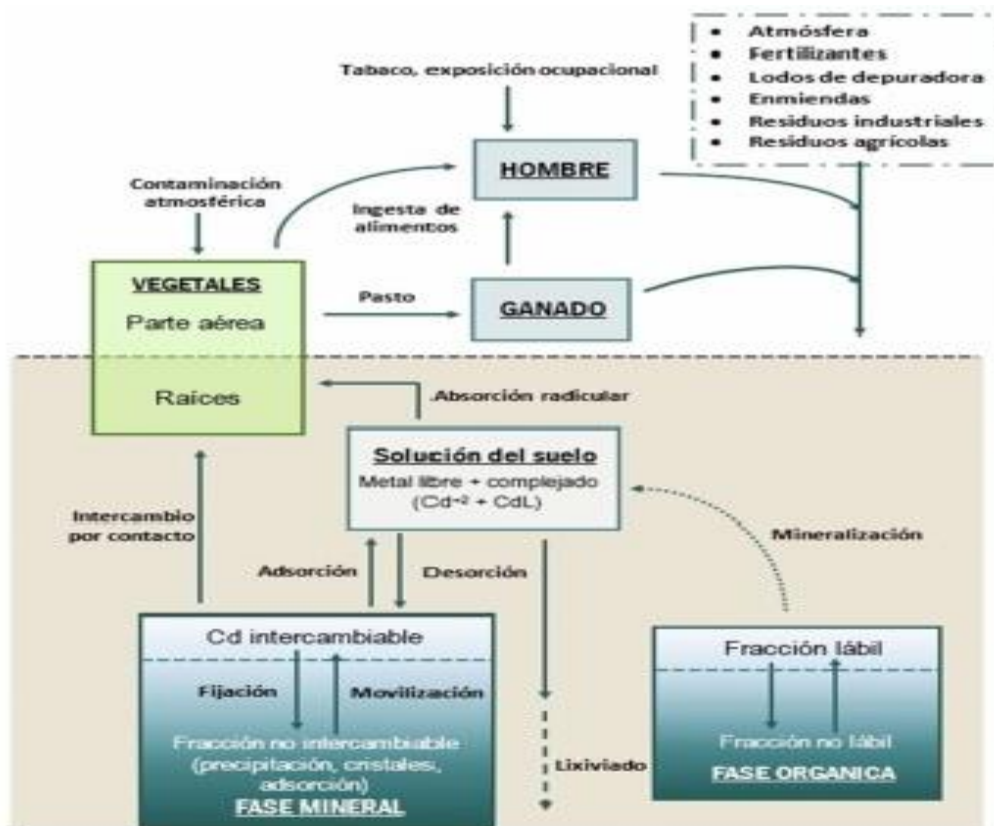 • Atmósfera
• Fertilizantes
• Lodos de depuradora
• Enmiendas
• Residuos industriales
• Residuos agrícolas
Tabaco, exposición ocupacional
HOMBRE
Contaminación
atmosférica
Ingesta de
alimentos
VEGETALES
Parte aérea
Pasto
GANADO
Raíces
.Absorción radicular
Solución del suelo
Metal libre + complejado
(Cd+2 + CdL)
Intercambio
por contacto
Mineralización
Adsorción
Desorción
Cd intercambiable
Fijación
Movilización
Fracción no intercambiable
(precipitación, cristales,
adsorción)
FASE MINERAL
Lixiviado
Fracción lábil
Fracción no lábil
FASE ORGANICA